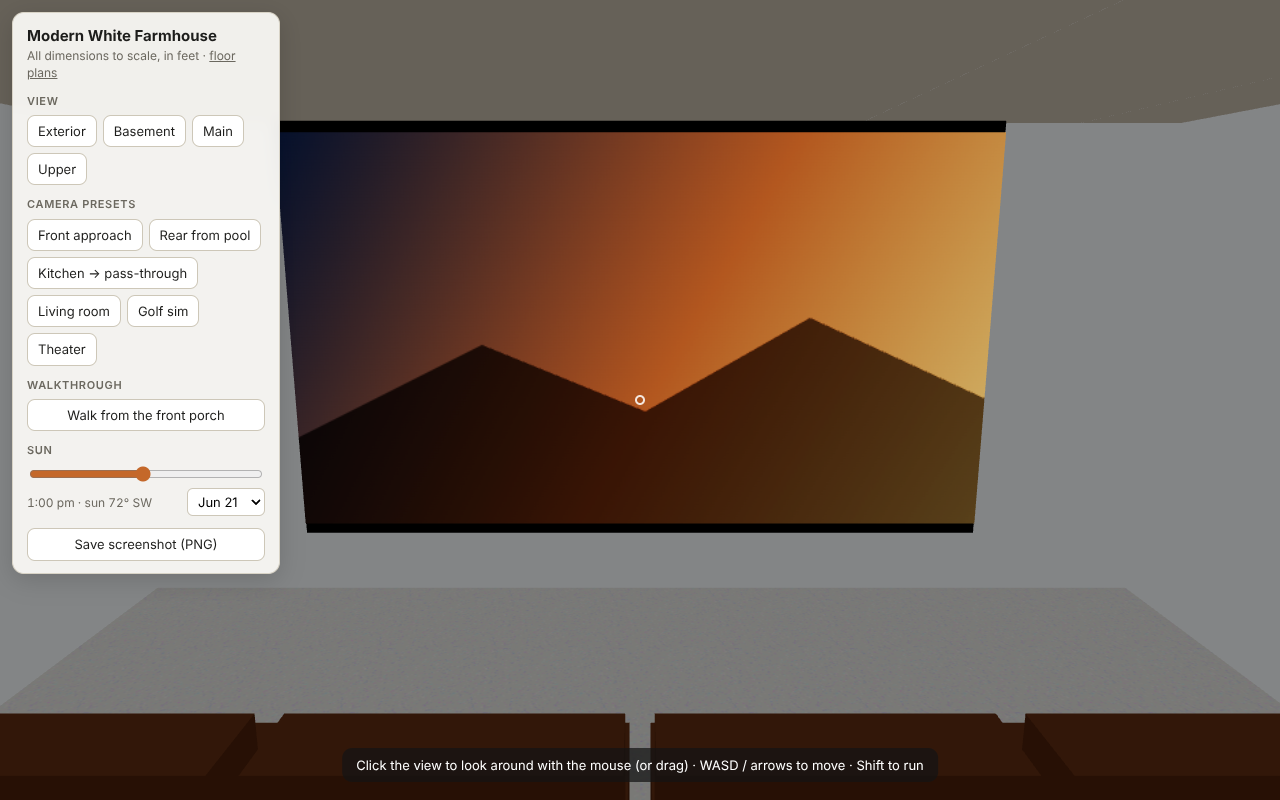 Modern White Farmhouse
All dimensions to scale, in feet · floor
plans
VIEW
Exterior
Basement
Main
Upper
CAMERA PRESETS
Front approach
Rear from pool
Kitchen → pass-through
Living room
Golf sim
Theater
WALKTHROUGH
Walk from the front porch
SUN
1:00 pm · sun 72° SW
Jun 21
Save screenshot (PNG)
Click the view to look around with the mouse (or drag) · WASD / arrows to move · Shift to run